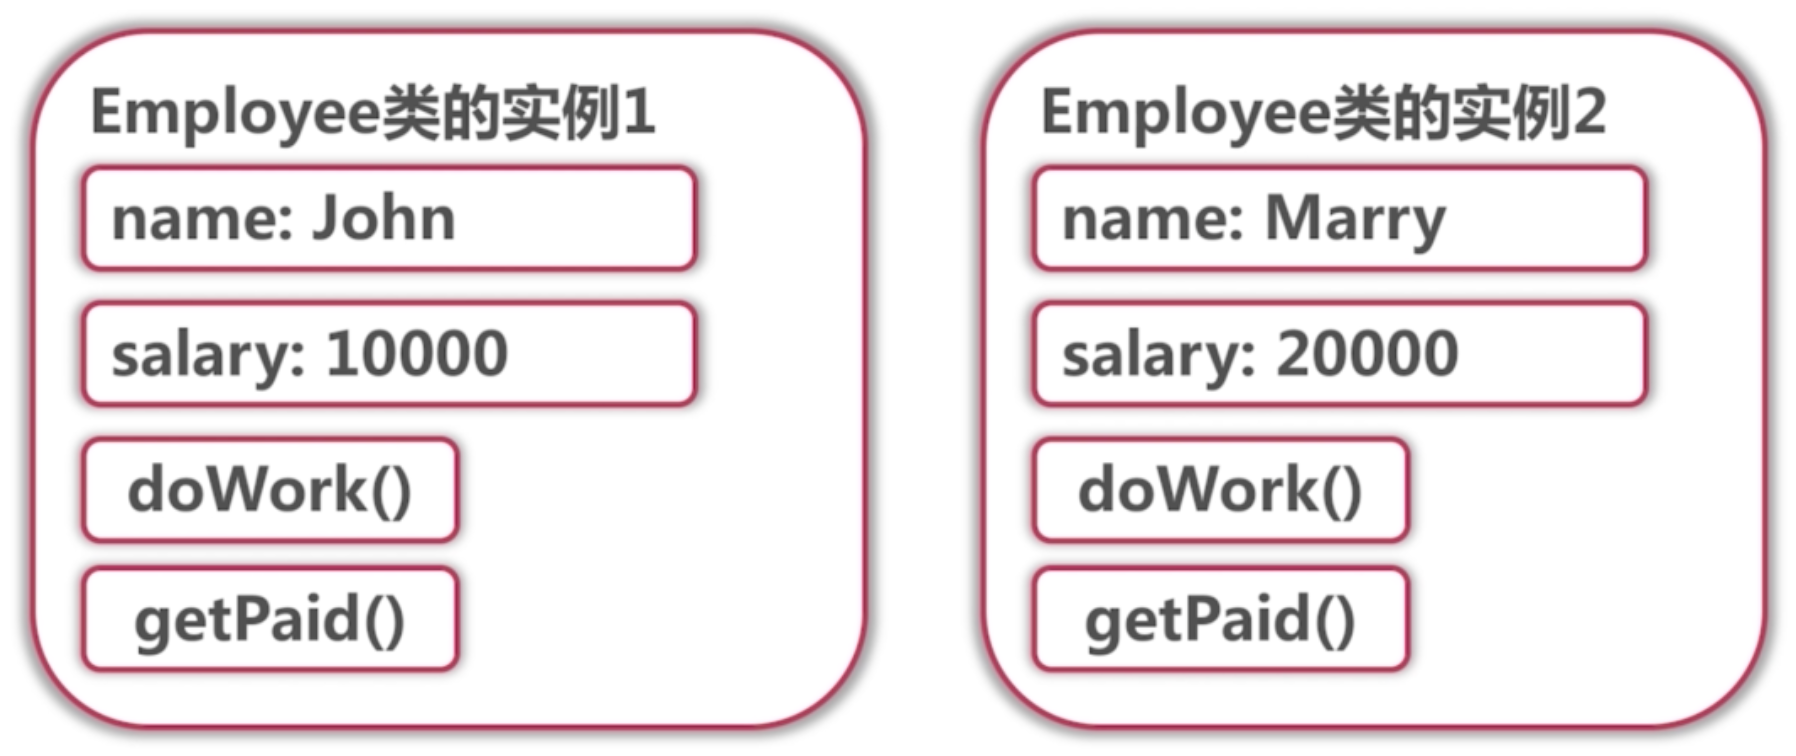 Employee类的实例1
name: John
salary: 10000
doWork()
getPaid()
Employee类的实例2
name: Marry
salary: 20000
doWork()
getPaid()